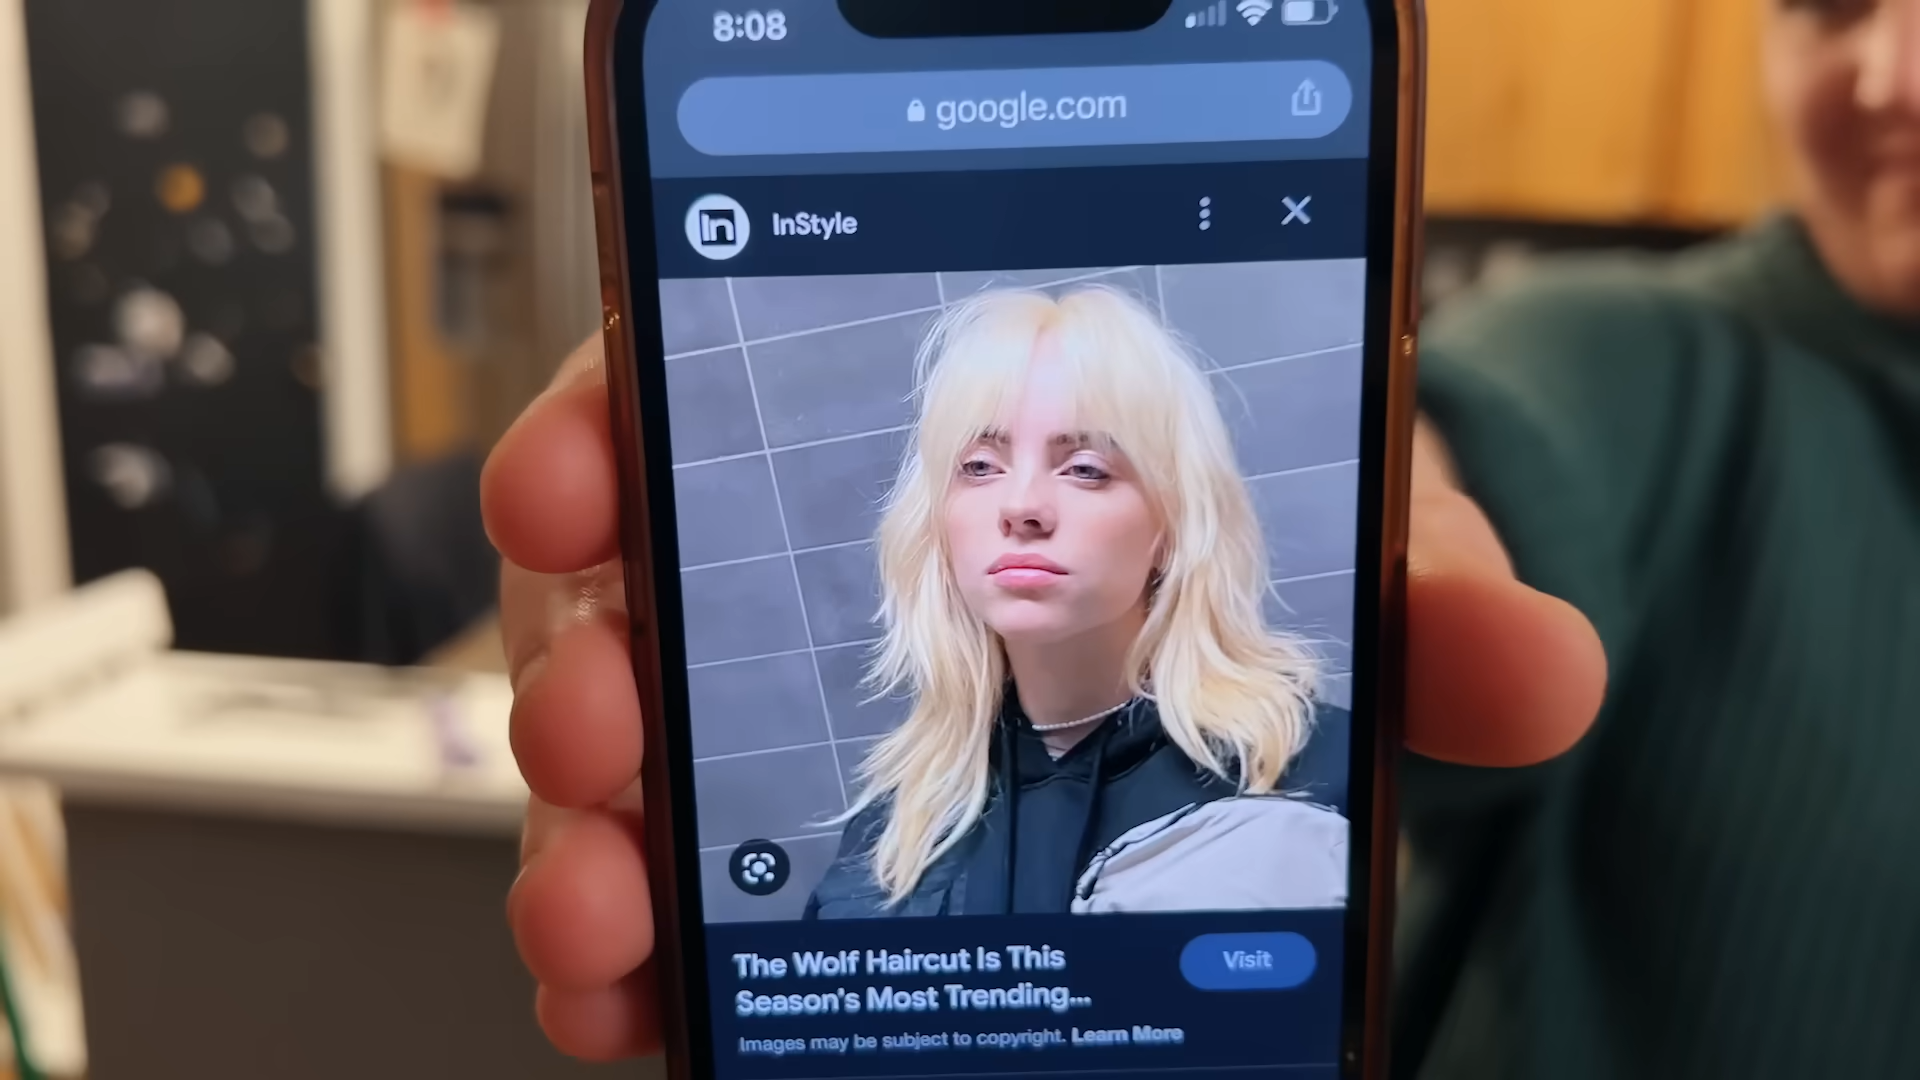 8:08
google.com
In
InStyle
The Wolf Haircut Is This
Season's Most Trending...
Visit
Images may be subject to copyright. Learn More